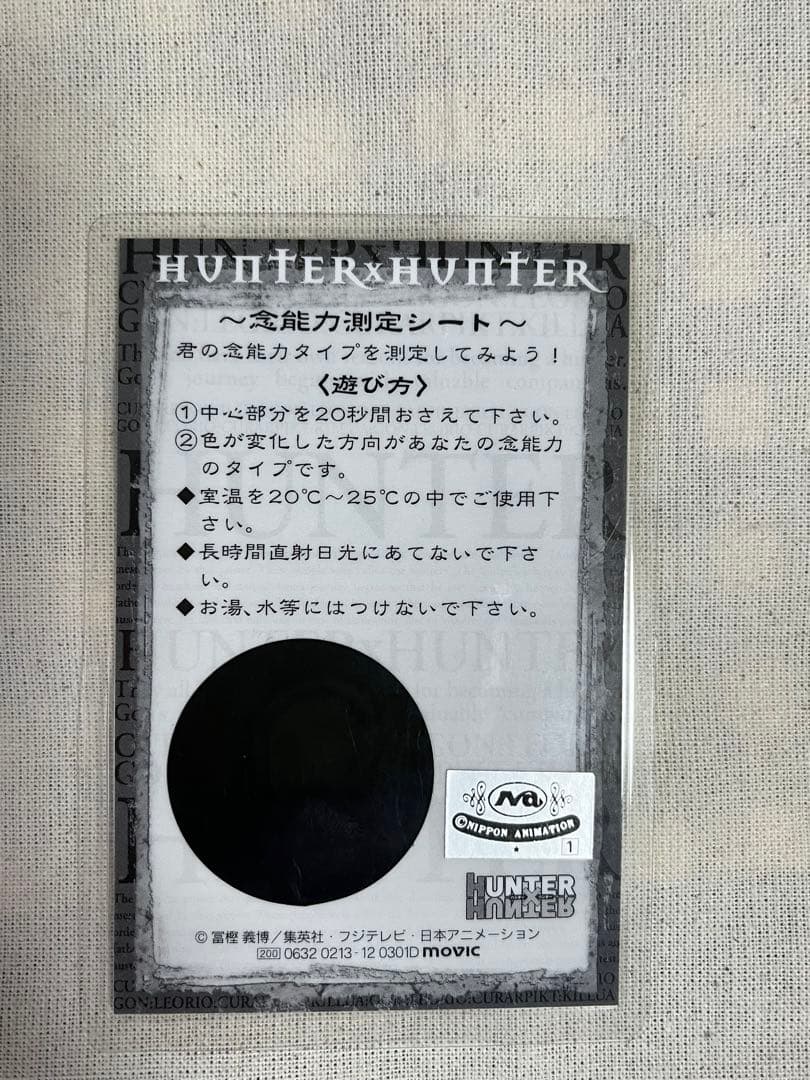 HUNTER×HUNTER
～念能力測定シート～
君の念能力タイプを測定してみよう！
〈遊び方〉
①中心部分を20秒間おさえて下さい。
②色が変化した方向があなたの念能力
のタイプです。
◆室温を20℃～25℃の中でご使用下
さい。
◆長時間直射日光にあてないで下さ
い。
◆お湯、水等にはつけないで下さい。
na
©NIPPON ANIMATION
1
HUNTER
HUNTER
© 冨樫 義博／集英社・フジテレビ・日本アニメーション
200 0632 0213-12 0301D movic